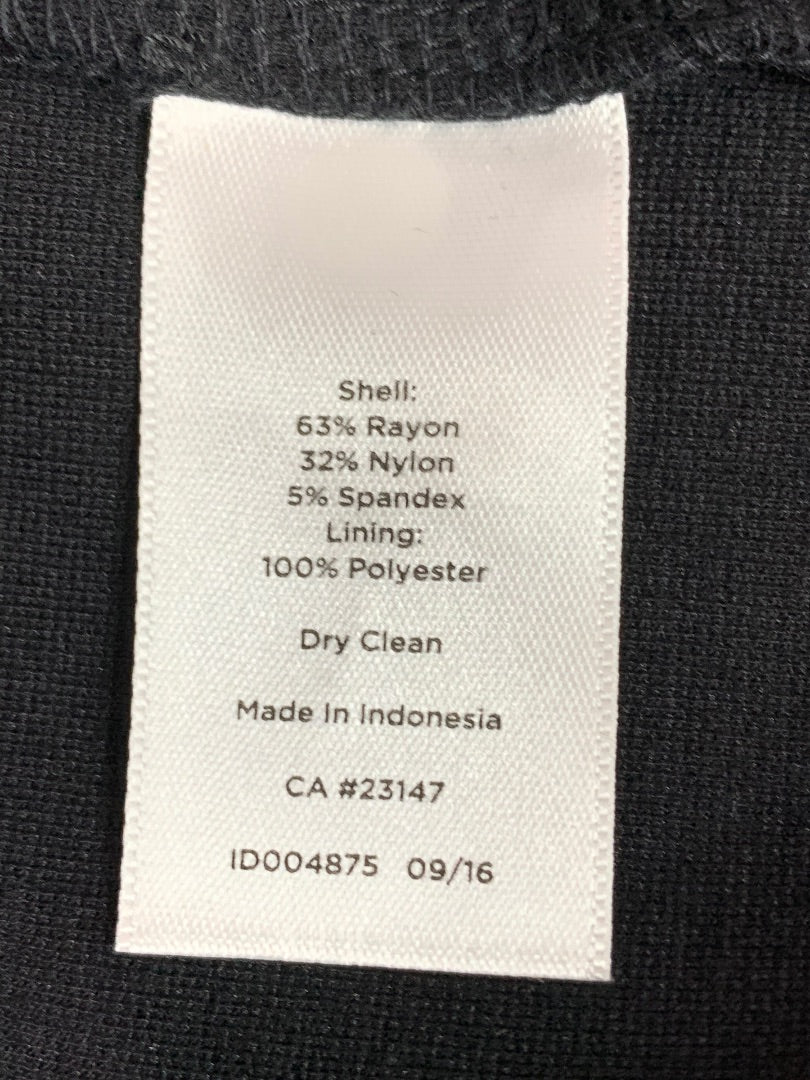 Shell:
63% Rayon
32% Nylon
5% Spandex
Lining:
100% Polyester
Dry Clean
Made In Indonesia
CA #23147
ID004875 09/16